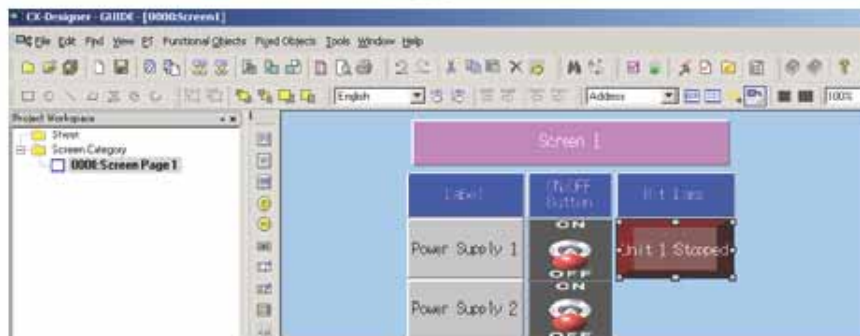 CX-Designer - GUIDE - [0000:Screen1]
File Edit Find View PT Functional Objects Fixed Objects Tools Window Help
English
Address
100%
Project Workspace
Sheet
Screen Category
0000:Screen Page 1
Screen 1
Label
ON/OFF
Button
Bit Lamp
Power Supply 1
ON
OFF
Unit 1 Stopped
Power Supply 2
ON
OFF